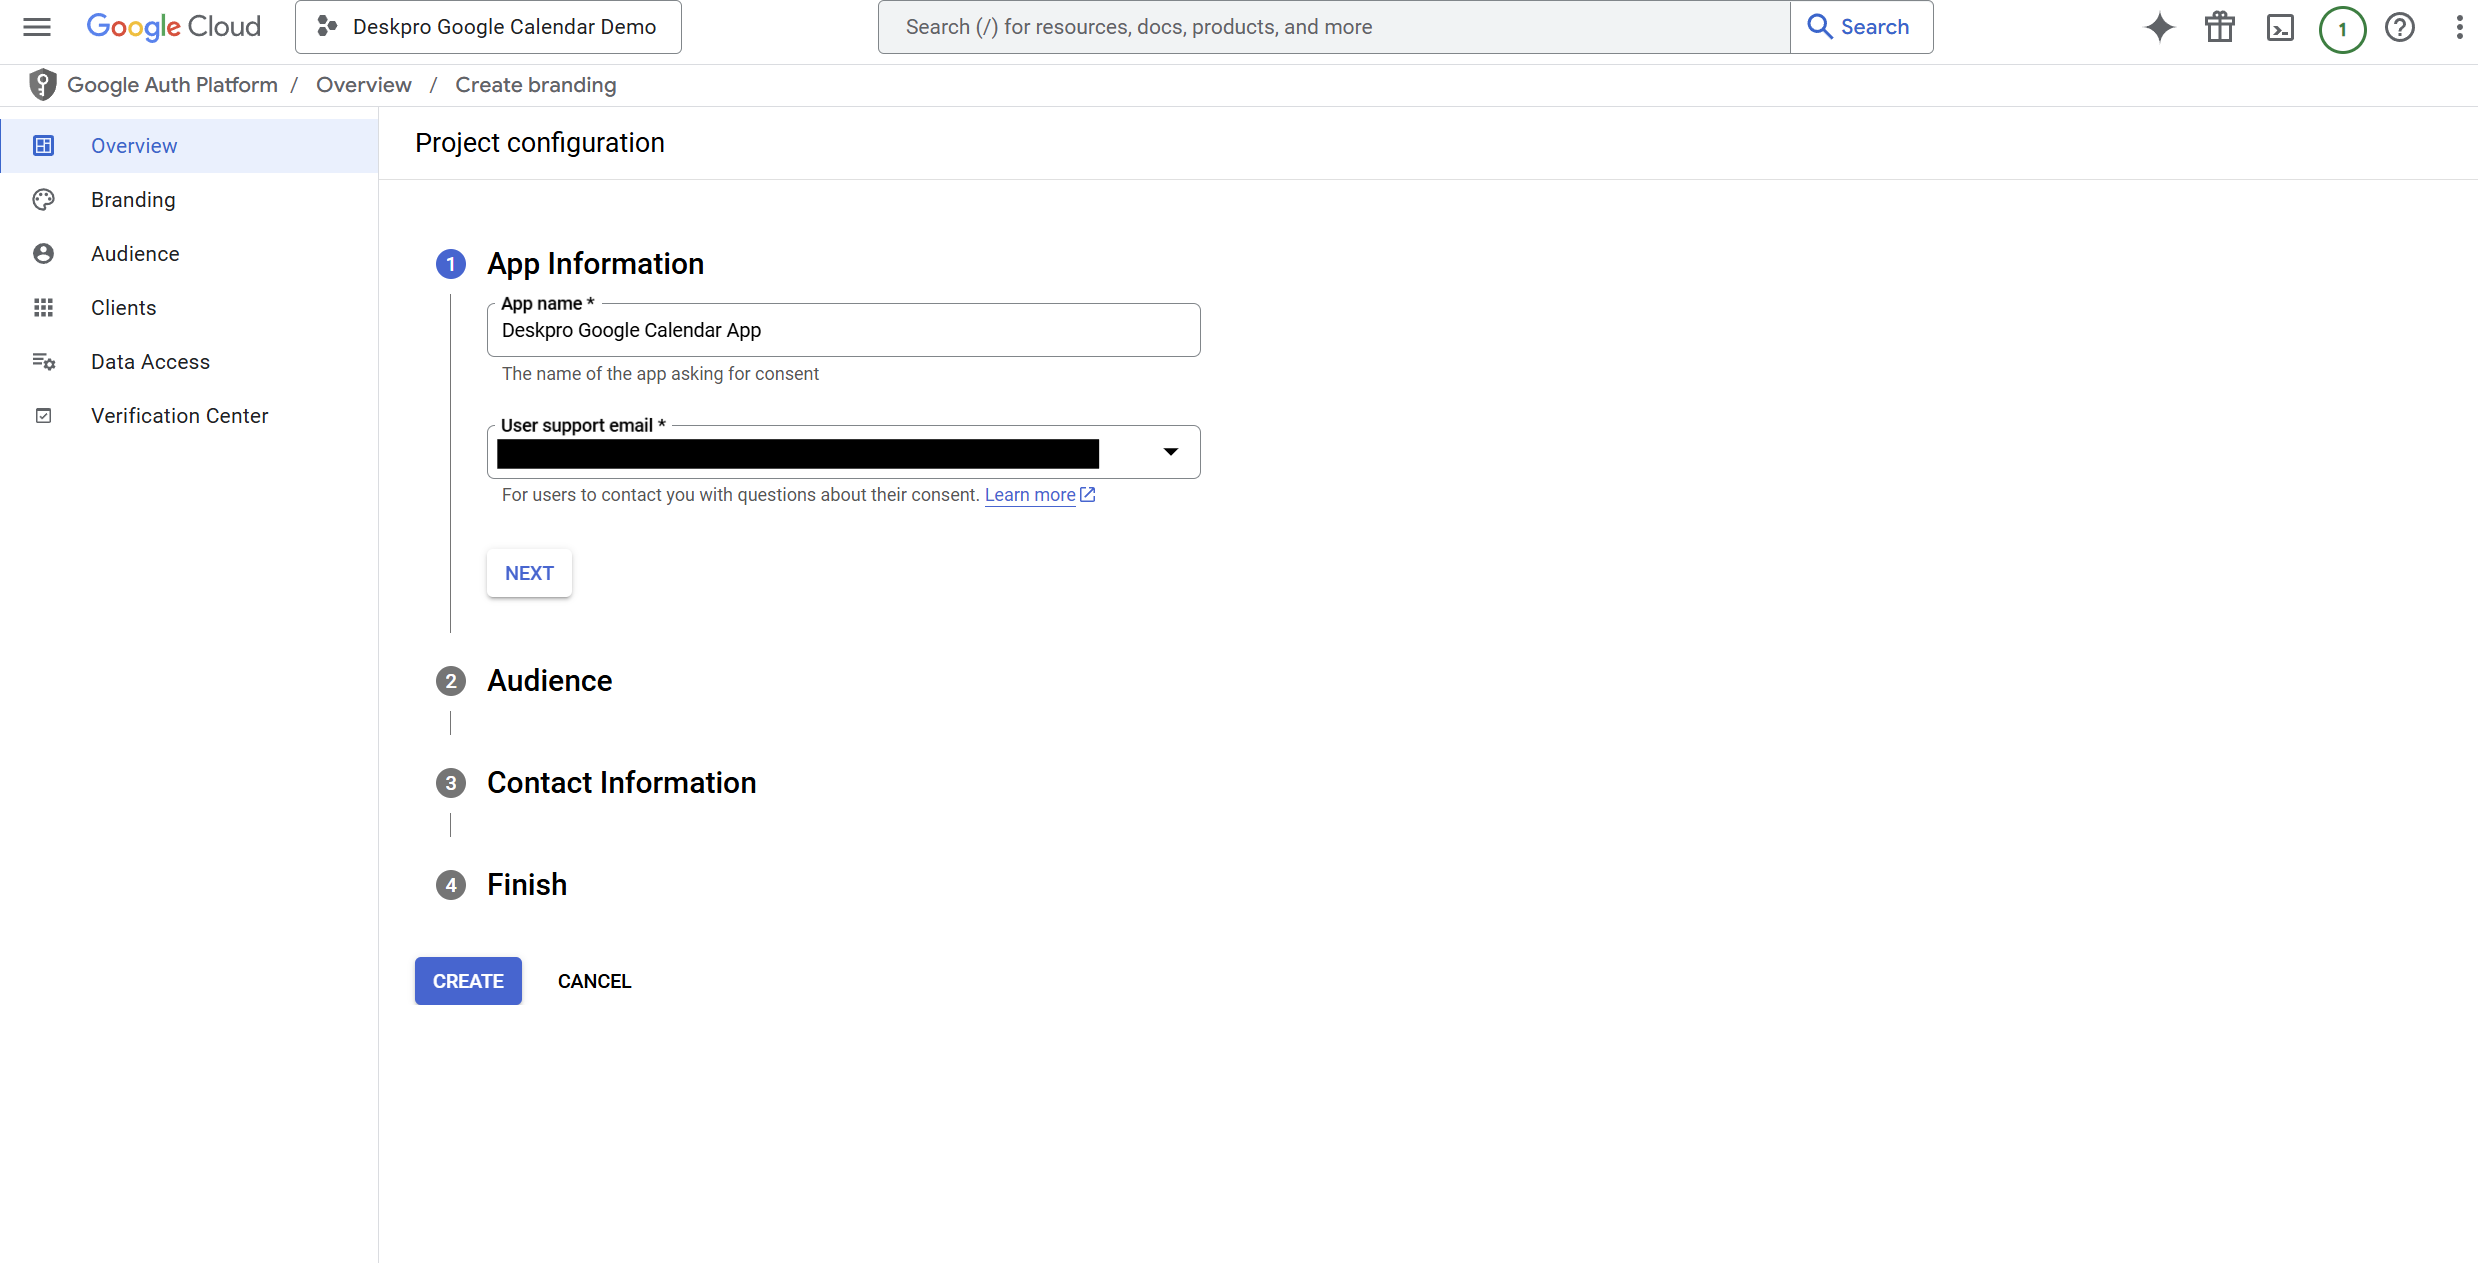 Google Cloud
Deskpro Google Calendar Demo
Search (/) for resources, docs, products, and more
Search
1
Google Auth Platform / Overview / Create branding
Overview
Branding
Audience
Clients
Data Access
Verification Center
Project configuration
1 App Information
App name *
Deskpro Google Calendar App
The name of the app asking for consent
User support email *
For users to contact you with questions about their consent. Learn more
NEXT
2 Audience
3 Contact Information
4 Finish
CREATE
CANCEL